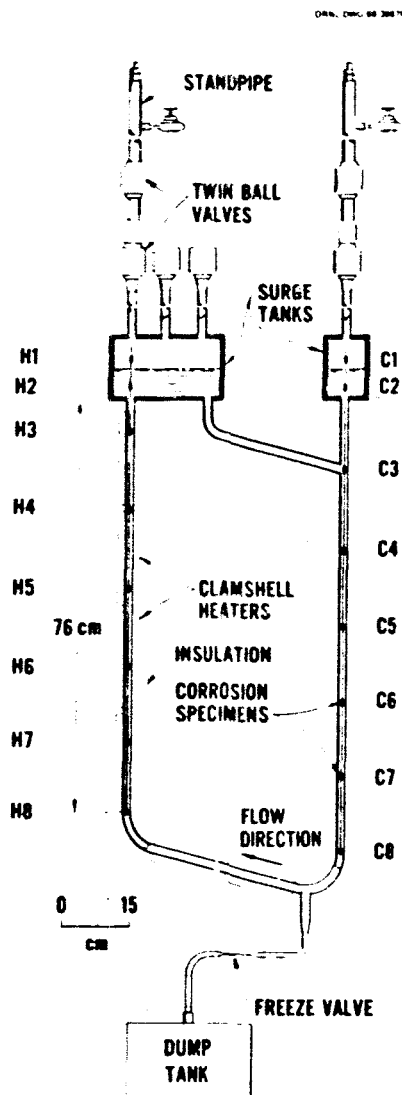 STANDPIPE
TWIN BALL
VALVES
SURGE
TANKS
H1
C1
H2
C2
H3
C3
H4
C4
H5
CLAMSHELL
HEATERS
C5
76 cm
H6
INSULATION
CORROSION
SPECIMENS
C6
H7
C7
H8
FLOW
DIRECTION
C8
0 15
cm
FREEZE VALVE
DUMP
TANK